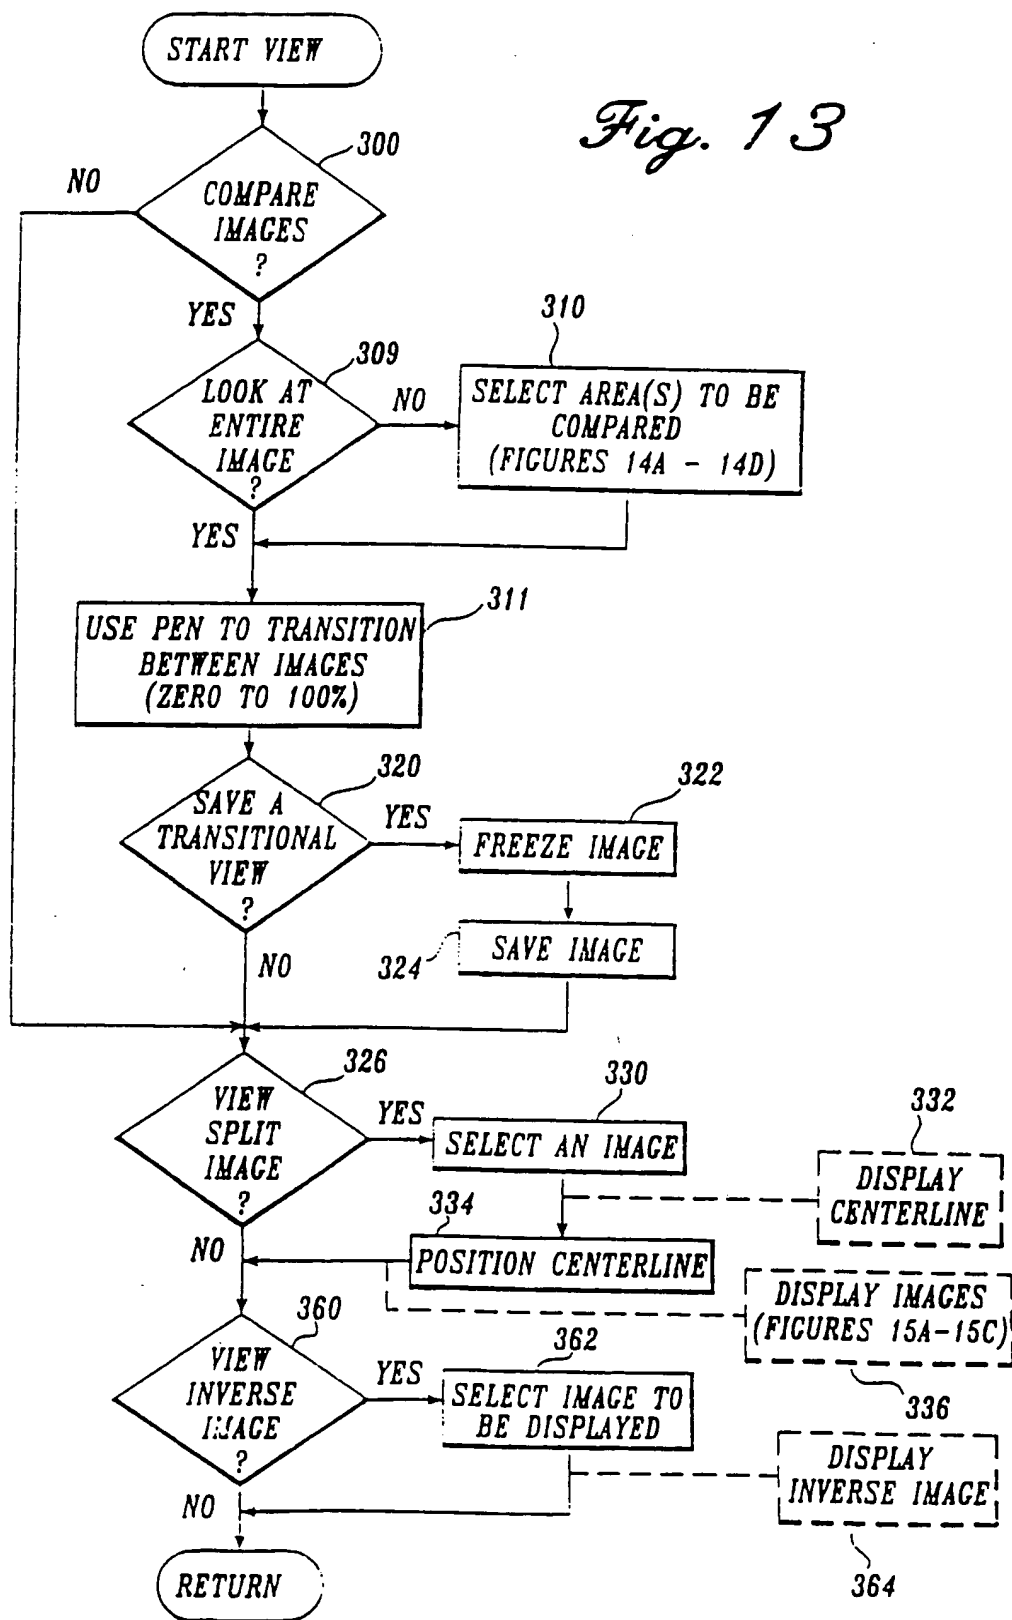 START VIEW
Fig. 13
300
NO
COMPARE
IMAGES
?
YES
309
310
LOOK AT
ENTIRE
IMAGE
?
NO
SELECT AREA(S) TO BE
COMPARED
(FIGURES 14A - 14D)
YES
311
USE PEN TO TRANSITION
BETWEEN IMAGES
(ZERO TO 100%)
320
322
SAVE A
TRANSITIONAL
VIEW
?
YES
FREEZE IMAGE
324
SAVE IMAGE
NO
326
330
332
VIEW
SPLIT
IMAGE
?
YES
SELECT AN IMAGE
DISPLAY
CENTERLINE
334
NO
POSITION CENTERLINE
DISPLAY IMAGES
(FIGURES 15A-15C)
336
360
362
VIEW
INVERSE
IMAGE
?
YES
SELECT IMAGE TO
BE DISPLAYED
DISPLAY
INVERSE IMAGE
364
NO
RETURN